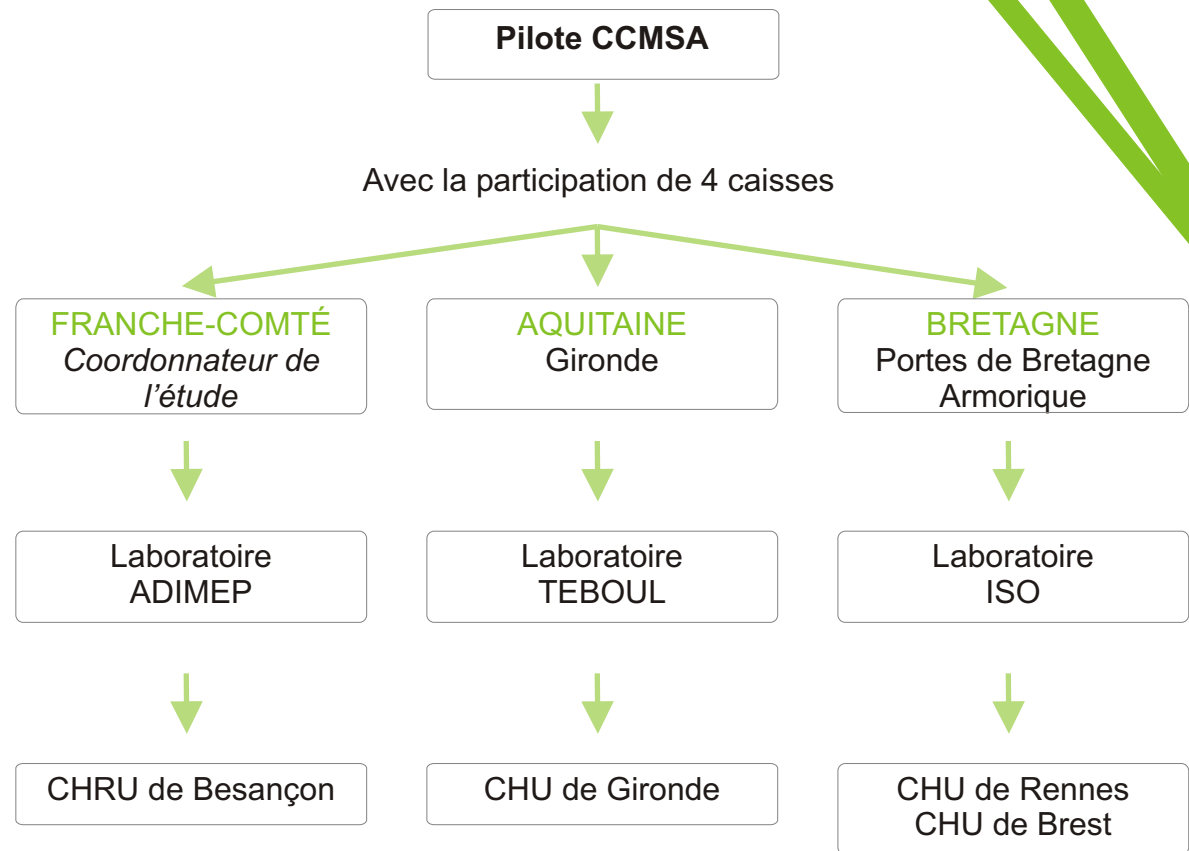 Pilote CCMSA
Avec la participation de 4 caisses
FRANCHE-COMTÉ
Coordonnateur de
l'étude
AQUITAINE
Gironde
BRETAGNE
Portes de Bretagne
Armorique
Laboratoire
ADIMEP
Laboratoire
TEBOUL
Laboratoire
ISO
CHRU de Besançon
CHU de Gironde
CHU de Rennes
CHU de Brest